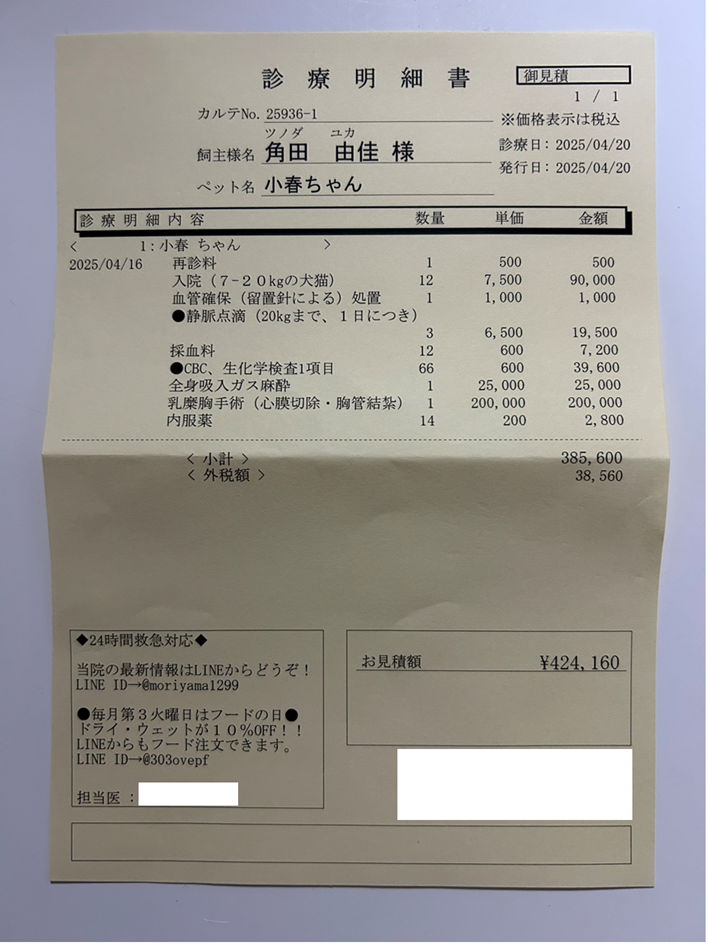 診療明細書
御見積
1 / 1
カルテNo. 25936-1
※価格表示は税込
ツノダ ユカ
飼主様名 角田 由佳 様
診療日: 2025/04/20
発行日: 2025/04/20
ペット名 小春ちゃん
診療明細内容 数量 単価 金額
< 1:小春 ちゃん >
2025/04/16 再診料 1 500 500
入院（7-20kgの犬猫） 12 7,500 90,000
血管確保（留置針による）処置 1 1,000 1,000
●静脈点滴（20kgまで、1日につき）
3 6,500 19,500
採血料 12 600 7,200
●CBC、生化学検査1項目 66 600 39,600
全身吸入ガス麻酔 1 25,000 25,000
乳糜胸手術（心膜切除・胸管結紮） 1 200,000 200,000
内服薬 14 200 2,800
< 小計 > 385,600
< 外税額 > 38,560
◆24時間救急対応◆
当院の最新情報はLINEからどうぞ！
LINE ID→@moriyama1299
●毎月第３火曜日はフードの日●
ドライ・ウェットが１０％OFF！！
LINEからもフード注文できます。
LINE ID→@303ovepf
担当医：
お見積額 ¥424,160